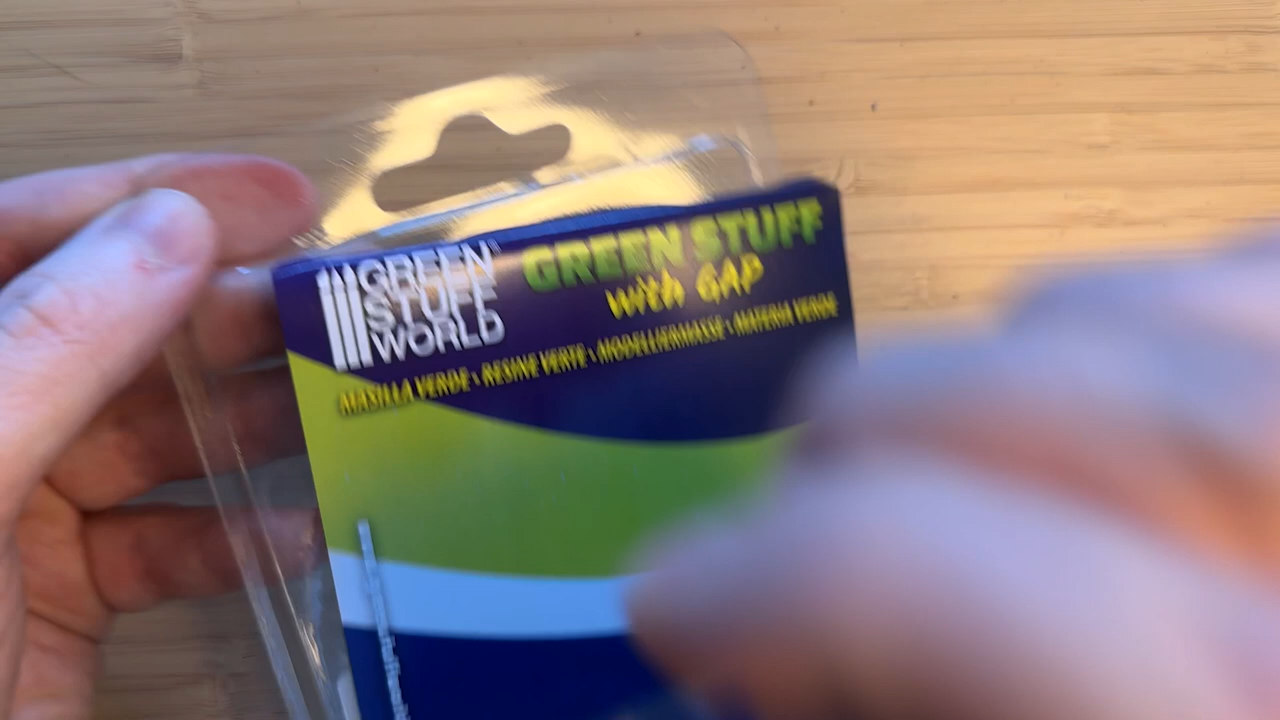 GREEN
STUFF
WORLD
GREEN STUFF
with GAP
MASILLA VERDE \ RESINE VERTE \ MODELLIERMASSE \ MATERIA VERDE